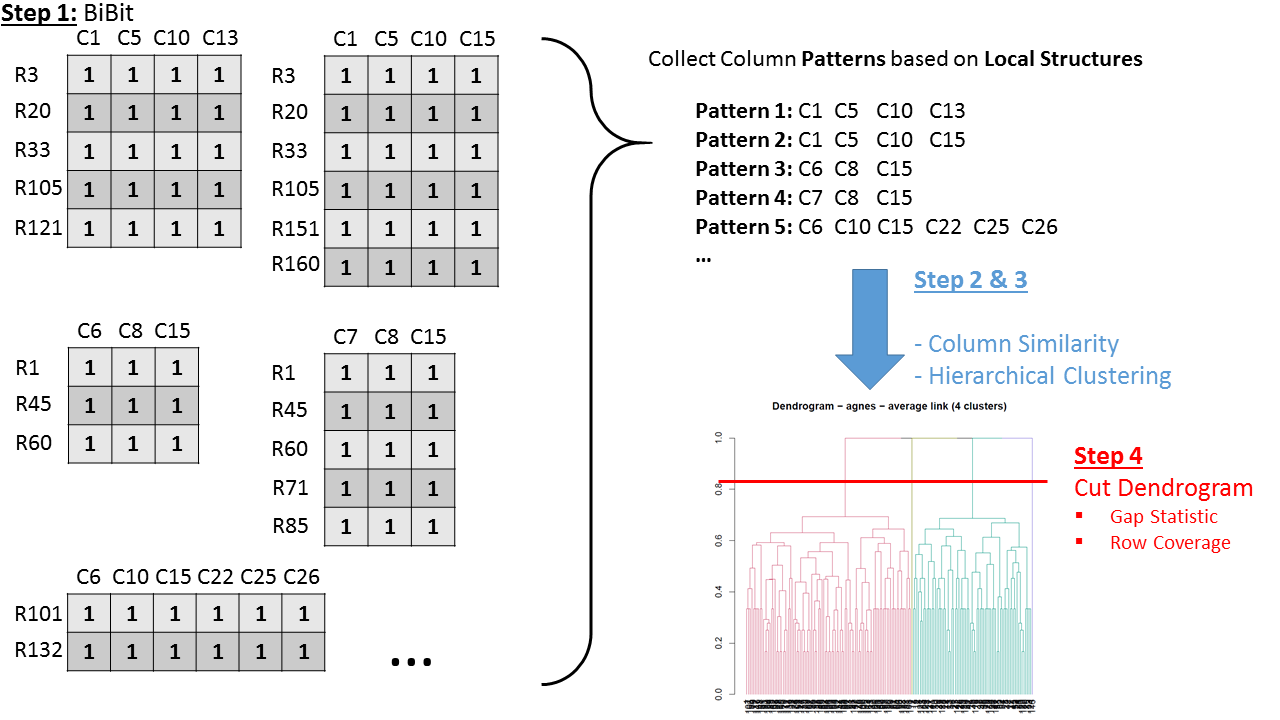 Step 1: BiBit
C1 C5 C10 C13
R3 1 1 1 1
R20 1 1 1 1
R33 1 1 1 1
R105 1 1 1 1
R121 1 1 1 1
C1 C5 C10 C15
R3 1 1 1 1
R20 1 1 1 1
R33 1 1 1 1
R105 1 1 1 1
R151 1 1 1 1
R160 1 1 1 1
C6 C8 C15
R1 1 1 1
R45 1 1 1
R60 1 1 1
C7 C8 C15
R1 1 1 1
R45 1 1 1
R60 1 1 1
R71 1 1 1
R85 1 1 1
C6 C10 C15 C22 C25 C26
R101 1 1 1 1 1 1
R132 1 1 1 1 1 1
...
Collect Column Patterns based on Local Structures
Pattern 1: C1 C5 C10 C13
Pattern 2: C1 C5 C10 C15
Pattern 3: C6 C8 C15
Pattern 4: C7 C8 C15
Pattern 5: C6 C10 C15 C22 C25 C26
...
Step 2 & 3
- Column Similarity
- Hierarchical Clustering
Dendrogram − agnes − average link (4 clusters)
1.0
0.8
0.6
0.4
0.2
0.0
Step 4
Cut Dendrogram
▪ Gap Statistic
▪ Row Coverage